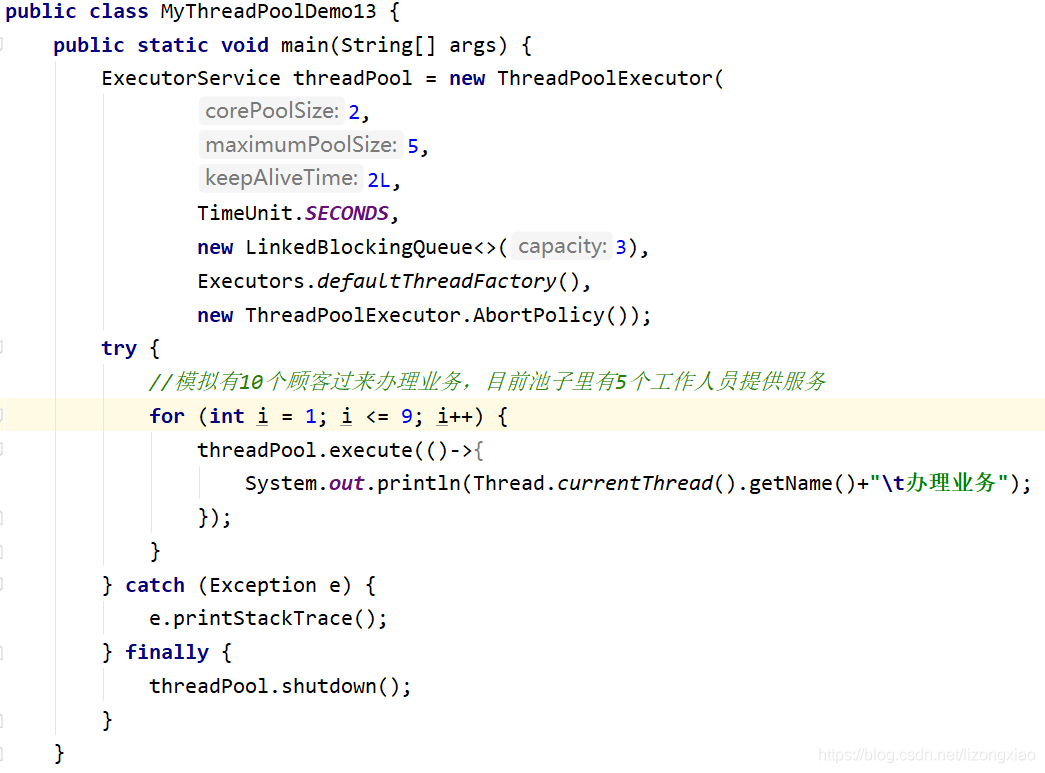 public class MyThreadPoolDemo13 {
    public static void main(String[] args) {
        ExecutorService threadPool = new ThreadPoolExecutor(
                corePoolSize: 2,
                maximumPoolSize: 5,
                keepAliveTime: 2L,
                TimeUnit.SECONDS,
                new LinkedBlockingQueue<>( capacity: 3),
                Executors.defaultThreadFactory(),
                new ThreadPoolExecutor.AbortPolicy());
        try {
            //模拟有10个顾客过来办理业务，目前池子里有5个工作人员提供服务
            for (int i = 1; i <= 9; i++) {
                threadPool.execute(()->{
                    System.out.println(Thread.currentThread().getName()+"\t办理业务");
                });
            }
        } catch (Exception e) {
            e.printStackTrace();
        } finally {
            threadPool.shutdown();
        }
    }
https://blog.csdn.net/lizongxiao